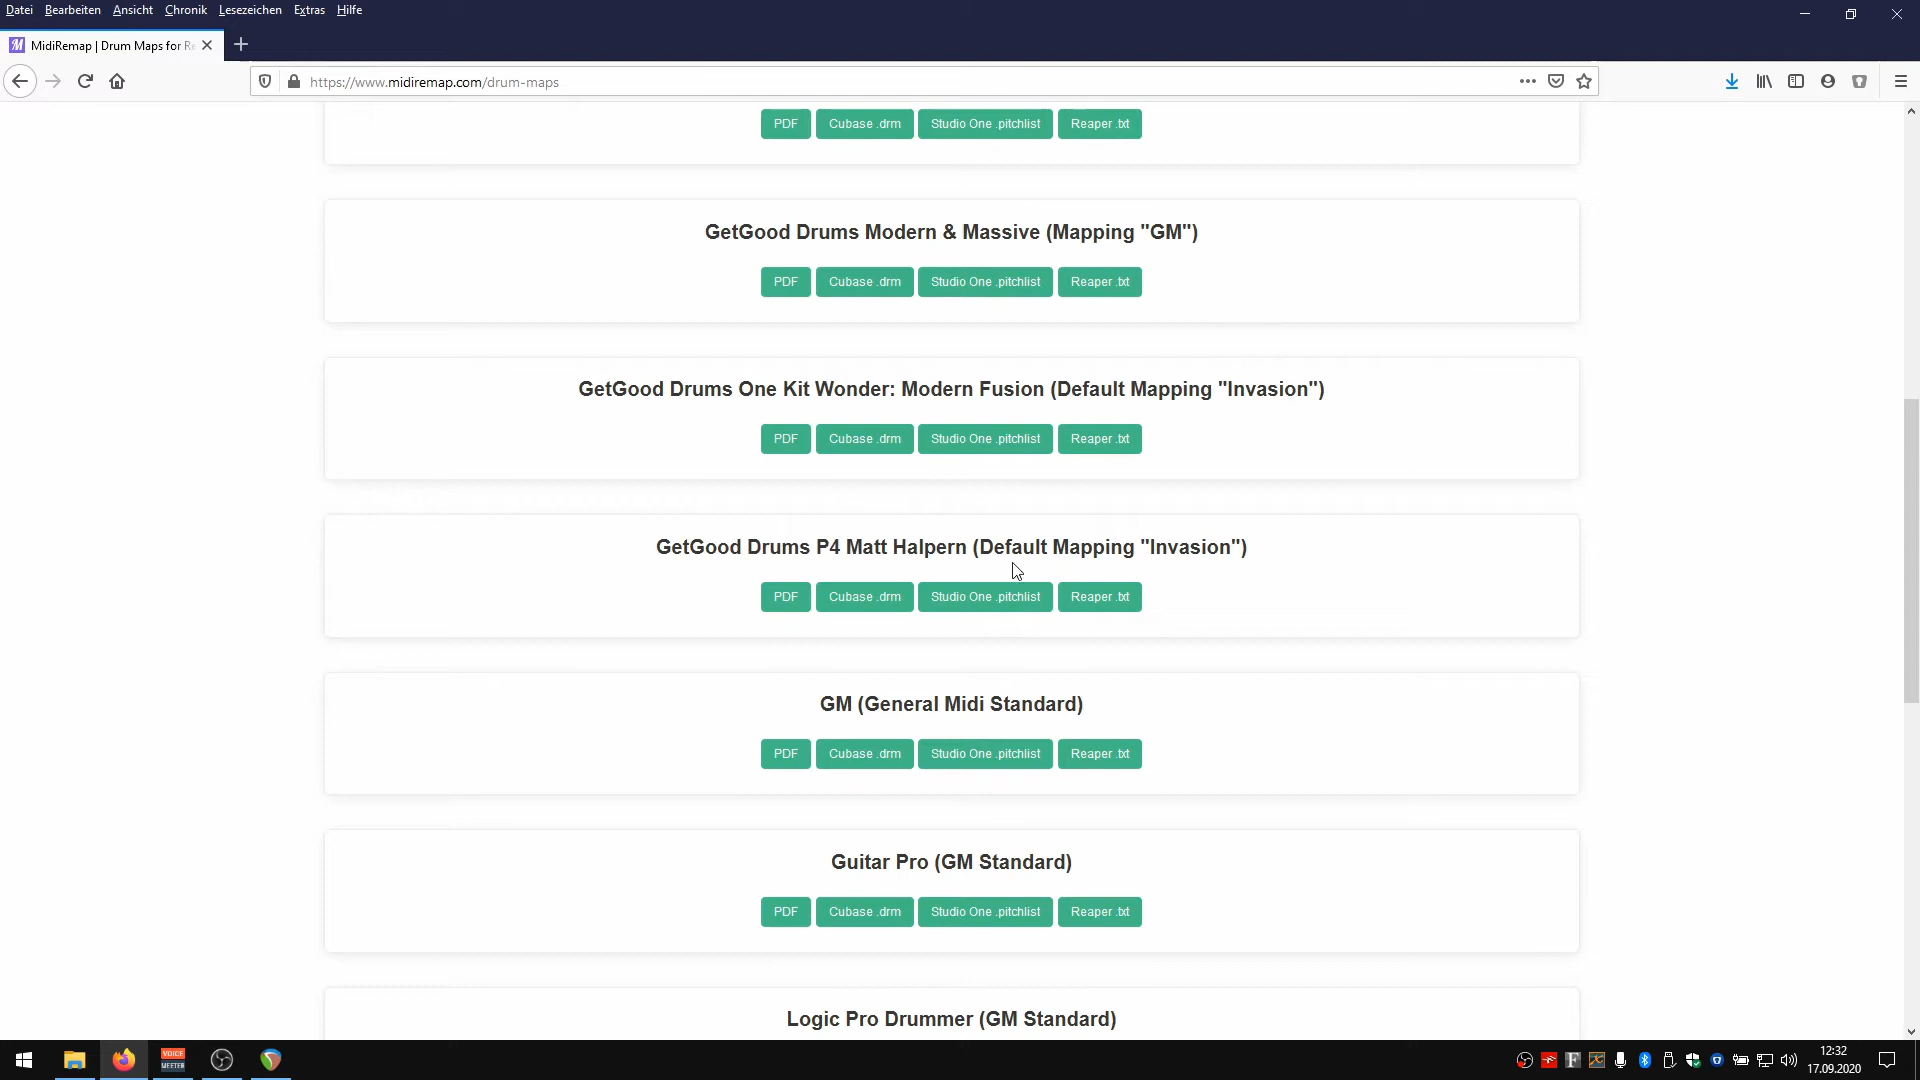 Datei Bearbeiten Ansicht Chronik Lesezeichen Extras Hilfe
MidiRemap | Drum Maps for Re
https://www.midiremap.com/drum-maps
PDF Cubase .drm Studio One .pitchlist Reaper .txt
GetGood Drums Modern & Massive (Mapping "GM")
PDF Cubase .drm Studio One .pitchlist Reaper .txt
GetGood Drums One Kit Wonder: Modern Fusion (Default Mapping "Invasion")
PDF Cubase .drm Studio One .pitchlist Reaper .txt
GetGood Drums P4 Matt Halpern (Default Mapping "Invasion")
PDF Cubase .drm Studio One .pitchlist Reaper .txt
GM (General Midi Standard)
PDF Cubase .drm Studio One .pitchlist Reaper .txt
Guitar Pro (GM Standard)
PDF Cubase .drm Studio One .pitchlist Reaper .txt
Logic Pro Drummer (GM Standard)
VOICE
MEETER
12:32
17.09.2020